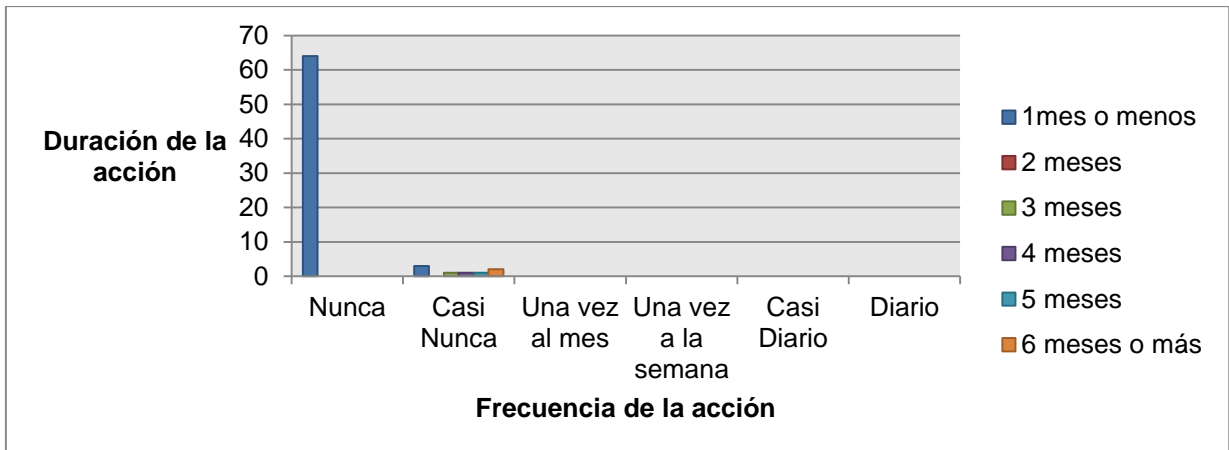 70
60
50
40
30
20
10
0
Duración de la
acción
Nunca
Casi
Nunca
Una vez
al mes
Una vez
a la
semana
Casi
Diario
Diario
Frecuencia de la acción
1mes o menos
2 meses
3 meses
4 meses
5 meses
6 meses o más